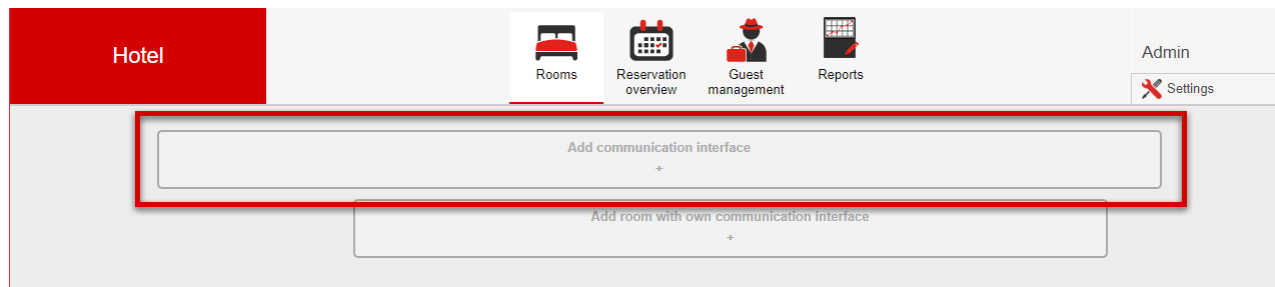 Hotel
Rooms
Reservation
overview
Guest
management
Reports
Admin
Settings
Add communication interface
+
Add room with own communication interface
+